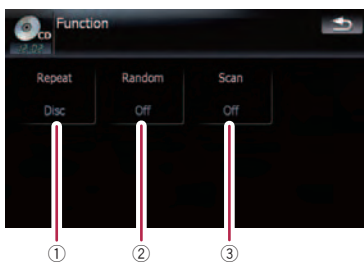 Function
CD
Repeat Random Scan
Disc Off Off
① ② ③